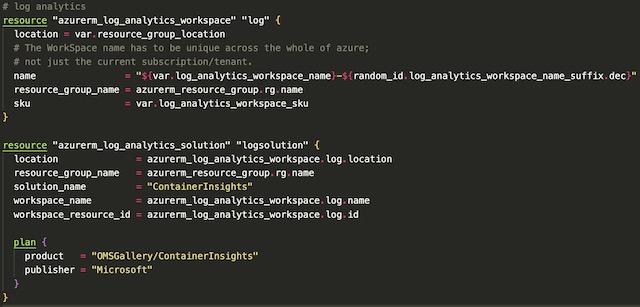 # log analytics
resource "azurerm_log_analytics_workspace" "log" {
  location = var.resource_group_location
  # The WorkSpace name has to be unique across the whole of azure;
  # not just the current subscription/tenant.
  name                = "${var.log_analytics_workspace_name}-${random_id.log_analytics_workspace_name_suffix.dec}"
  resource_group_name = azurerm_resource_group.rg.name
  sku                 = var.log_analytics_workspace_sku
}

resource "azurerm_log_analytics_solution" "logsolution" {
  location              = azurerm_log_analytics_workspace.log.location
  resource_group_name   = azurerm_resource_group.rg.name
  solution_name         = "ContainerInsights"
  workspace_name        = azurerm_log_analytics_workspace.log.name
  workspace_resource_id = azurerm_log_analytics_workspace.log.id

  plan {
    product   = "OMSGallery/ContainerInsights"
    publisher = "Microsoft"
  }
}